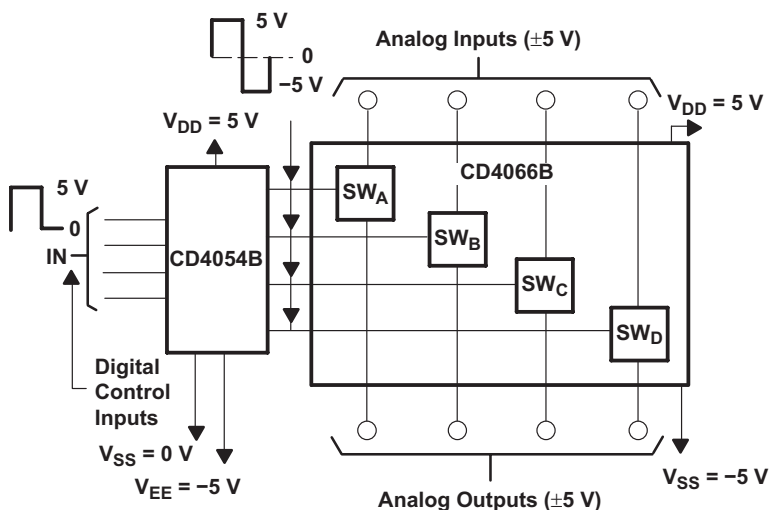 5 V
0
−5 V
Analog Inputs (±5 V)
VDD = 5 V
VDD = 5 V
CD4066B
5 V
0
IN
CD4054B
SWA
SWB
SWC
SWD
Digital
Control
Inputs
VSS = 0 V
VEE = −5 V
VSS = −5 V
Analog Outputs (±5 V)